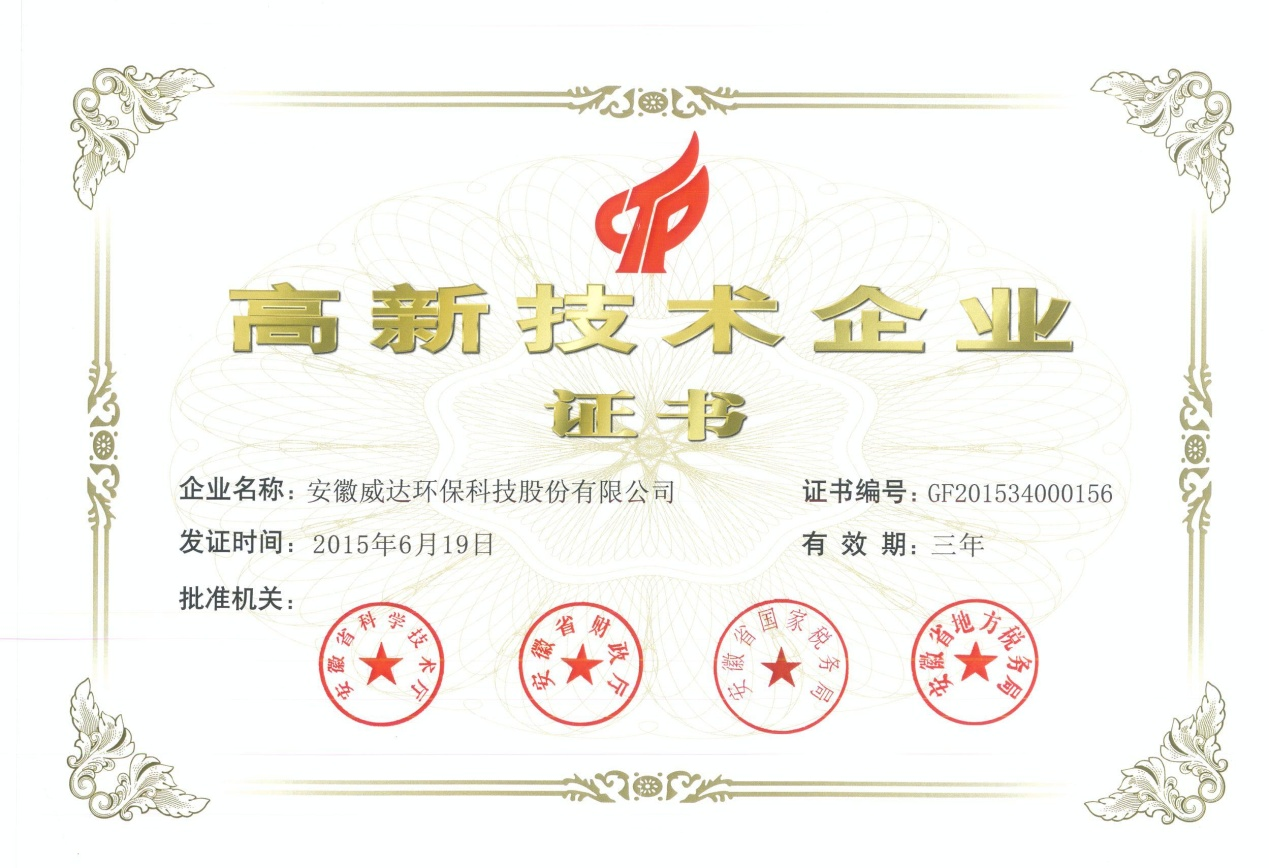 CTP
高新技术企业
证书
企业名称：安徽威达环保科技股份有限公司
证书编号：GF201534000156
发证时间：2015年6月19日
有效期：三年
批准机关：
安徽省科学技术厅
安徽省财政厅
安徽省国家税务局
安徽省地方税务局